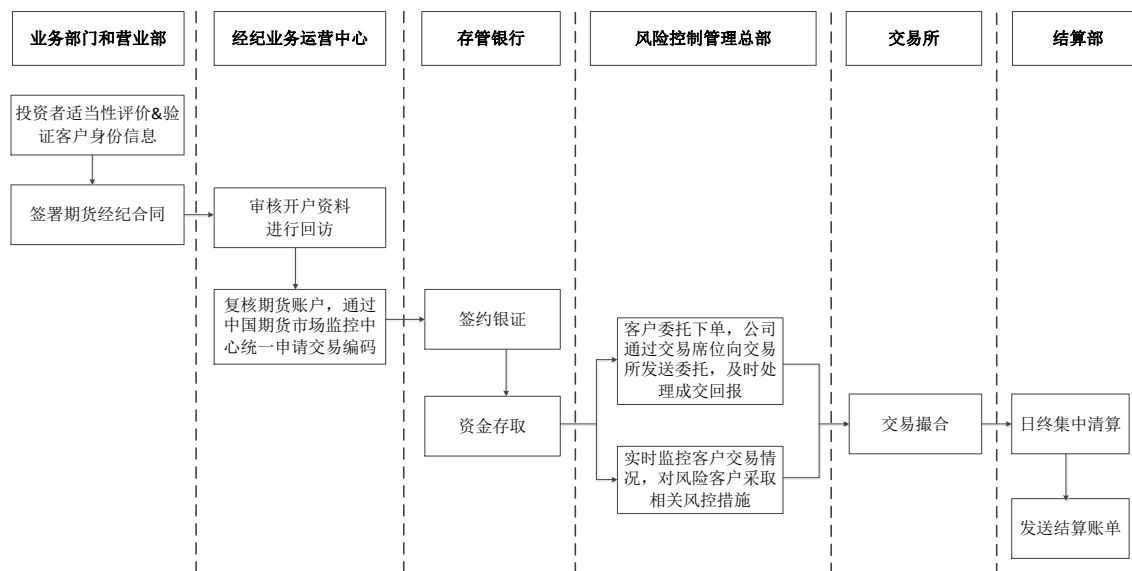 业务部门和营业部
经纪业务运营中心
存管银行
风险控制管理总部
交易所
结算部
投资者适当性评价&验
证客户身份信息
签署期货经纪合同
审核开户资料
进行回访
复核期货账户，通过
中国期货市场监控中
心统一申请交易编码
签约银证
资金存取
客户委托下单，公司
通过交易席位向交易
所发送委托，及时处
理成交回报
实时监控客户交易情
况，对风险客户采取
相关风控措施
交易撮合
日终集中清算
发送结算账单